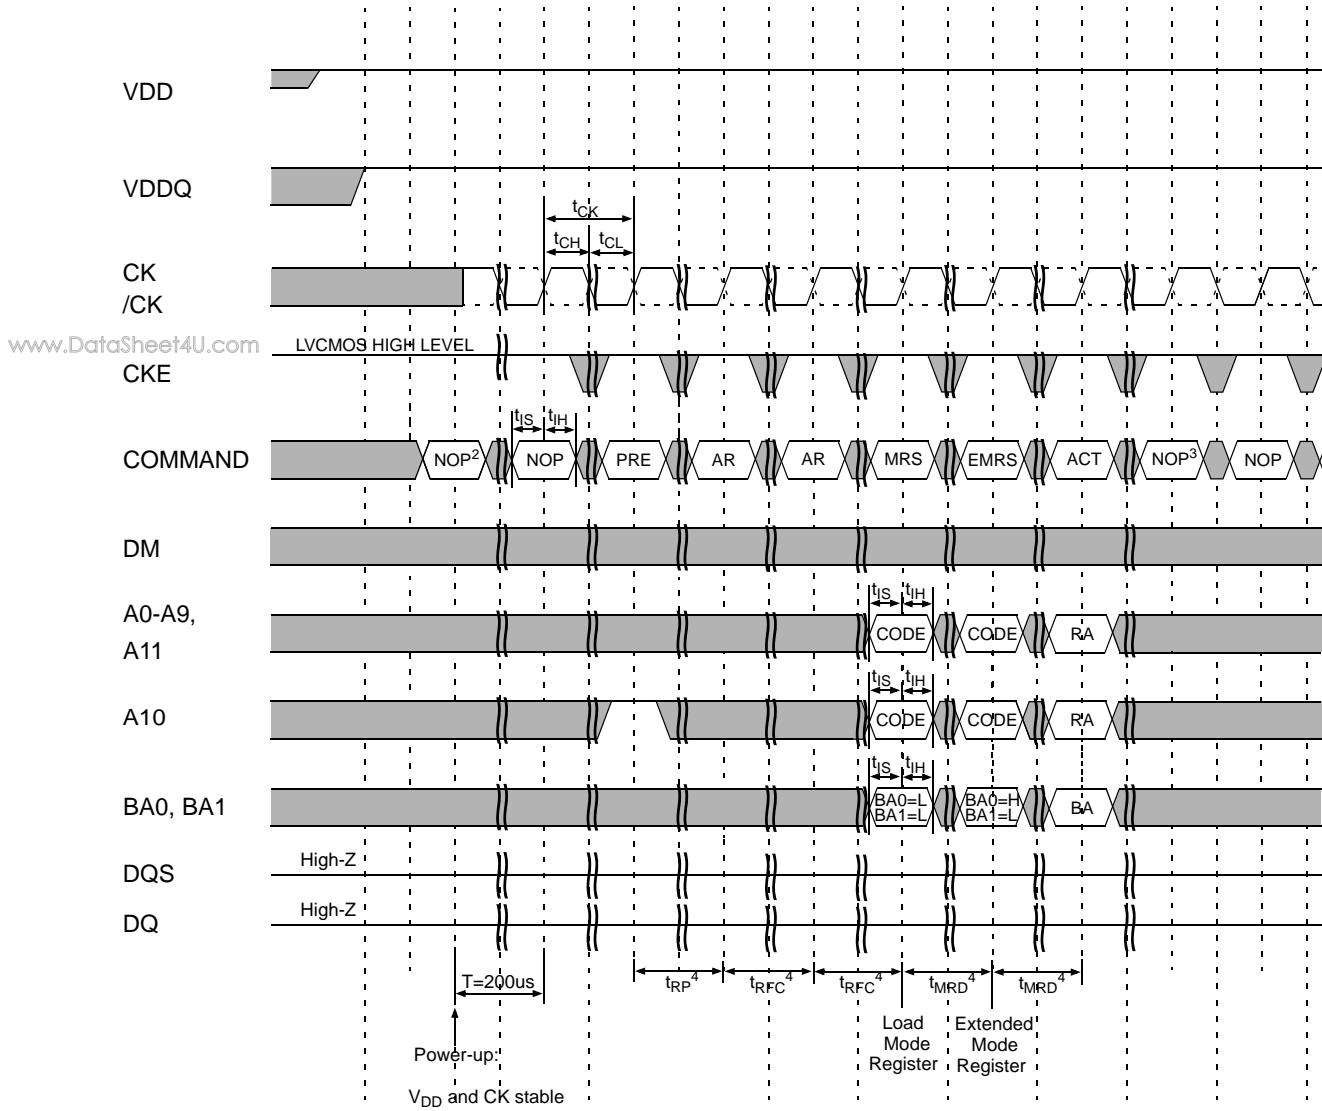 VDD
VDDQ
tCK
tCH tCL
CK
/CK
www.DataSheet4U.com
LVCMOS HIGH LEVEL
CKE
tIS tIH
COMMAND NOP2 NOP PRE AR AR MRS EMRS ACT NOP3 NOP
DM
tIS tIH
A0-A9,
A11 CODE CODE RA
tIS tIH
A10 CODE CODE RA
tIS tIH
BA0, BA1 BA0=L BA0=H BA
BA1=L BA1=L
High-Z
DQS
High-Z
DQ
T=200us tRP4 tRFC4 tRFC4 tMRD4 tMRD4
Load Extended
Mode Mode
Register Register
Power-up:
VDD and CK stable